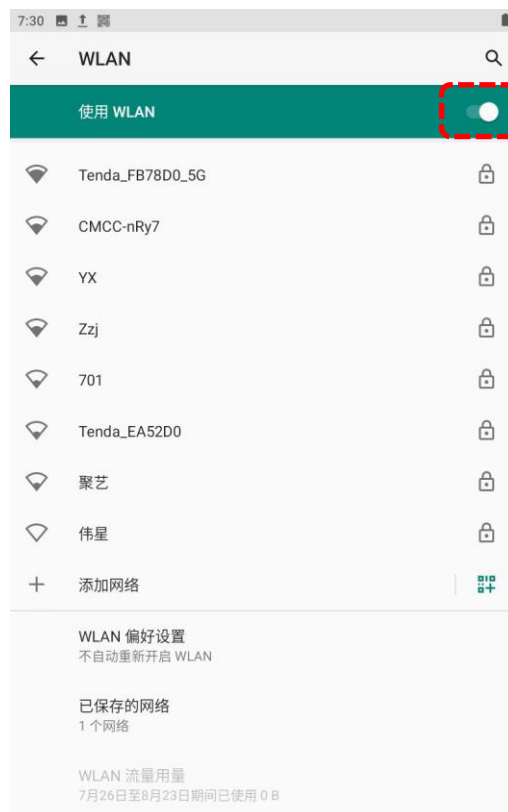 7:30
WLAN
使用 WLAN
Tenda_FB78D0_5G
CMCC-nRy7
YX
Zzj
701
Tenda_EA52D0
聚艺
伟星
添加网络
WLAN 偏好设置
不自动重新开启 WLAN
已保存的网络
1 个网络
WLAN 流量用量
7月26日至8月23日期间已使用 0 B